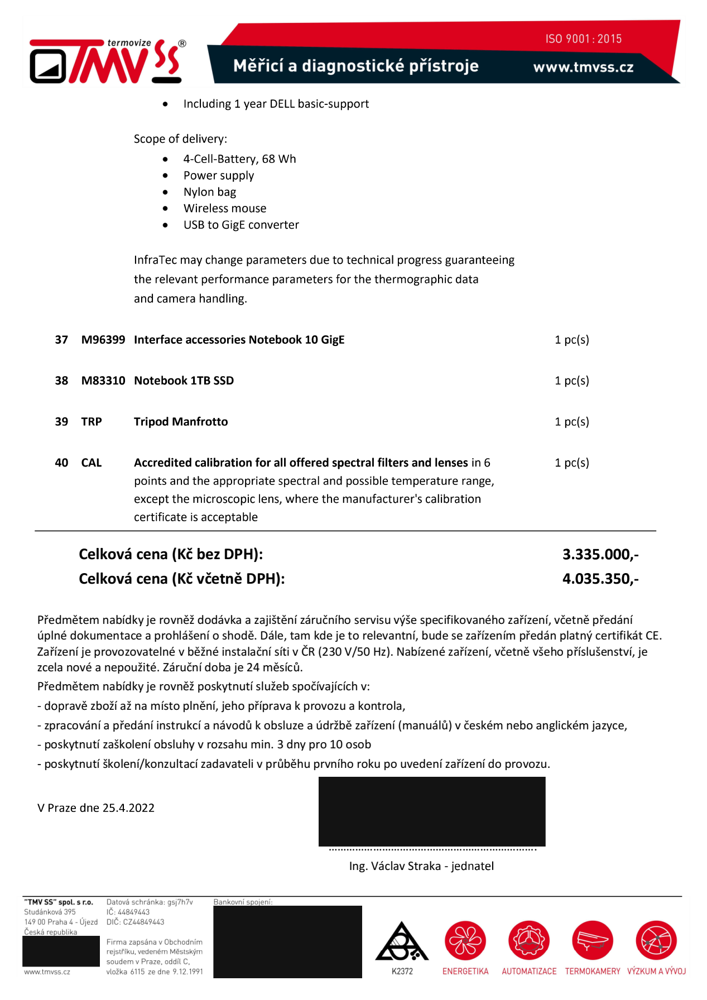 termovize ®
TMV SS
ISO 9001 : 2015
Měřicí a diagnostické přístroje
www.tmvss.cz
• Including 1 year DELL basic-support
Scope of delivery:
• 4-Cell-Battery, 68 Wh
• Power supply
• Nylon bag
• Wireless mouse
• USB to GigE converter
InfraTec may change parameters due to technical progress guaranteeing
the relevant performance parameters for the thermographic data
and camera handling.
37 M96399 Interface accessories Notebook 10 GigE 1 pc(s)
38 M83310 Notebook 1TB SSD 1 pc(s)
39 TRP Tripod Manfrotto 1 pc(s)
40 CAL Accredited calibration for all offered spectral filters and lenses in 6 1 pc(s)
points and the appropriate spectral and possible temperature range,
except the microscopic lens, where the manufacturer's calibration
certificate is acceptable
Celková cena (Kč bez DPH): 3.335.000,-
Celková cena (Kč včetně DPH): 4.035.350,-
Předmětem nabídky je rovněž dodávka a zajištění záručního servisu výše specifikovaného zařízení, včetně předání
úplné dokumentace a prohlášení o shodě. Dále, tam kde je to relevantní, bude se zařízením předán platný certifikát CE.
Zařízení je provozovatelné v běžné instalační síti v ČR (230 V/50 Hz). Nabízené zařízení, včetně všeho příslušenství, je
zcela nové a nepoužité. Záruční doba je 24 měsíců.
Předmětem nabídky je rovněž poskytnutí služeb spočívajících v:
- dopravě zboží až na místo plnění, jeho příprava k provozu a kontrola,
- zpracování a předání instrukcí a návodů k obsluze a údržbě zařízení (manuálů) v českém nebo anglickém jazyce,
- poskytnutí zaškolení obsluhy v rozsahu min. 3 dny pro 10 osob
- poskytnutí školení/konzultací zadavateli v průběhu prvního roku po uvedení zařízení do provozu.
V Praze dne 25.4.2022
Ing. Václav Straka - jednatel
"TMV SS" spol. s r.o.
Studánková 395
149 00 Praha 4 - Újezd
Česká republika
www.tmvss.cz
Datová schránka: gsj7h7v
IČ: 44849443
DIČ: CZ44849443
Firma zapsána v Obchodním
rejstříku, vedeném Městským
soudem v Praze, oddíl C,
vložka 6115 ze dne 9.12.1991
Bankovní spojení:
K2372
ENERGETIKA
AUTOMATIZACE
TERMOKAMERY
VÝZKUM A VÝVOJ